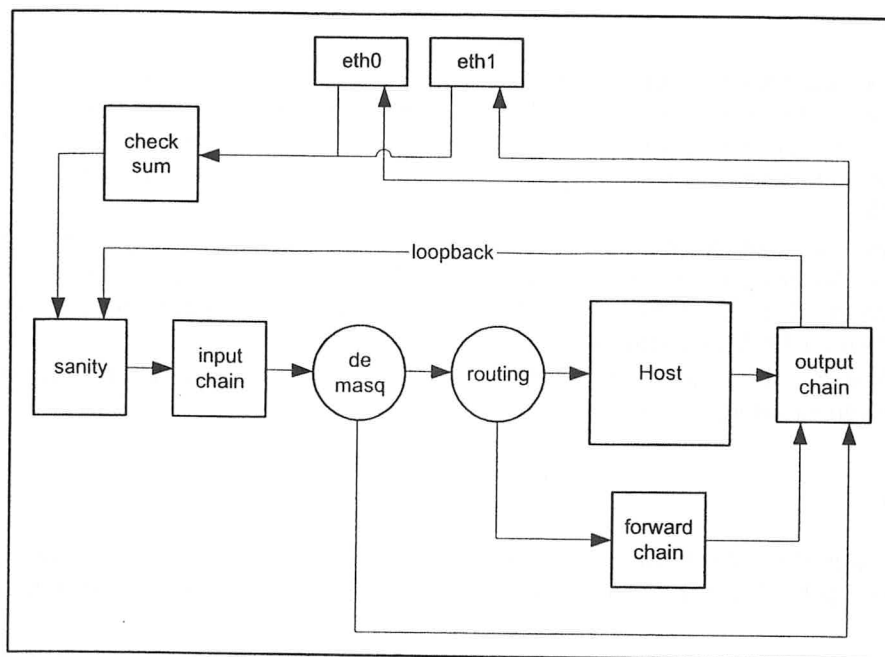 eth0
eth1
check
sum
loopback
sanity
input
chain
de
masq
routing
Host
output
chain
forward
chain